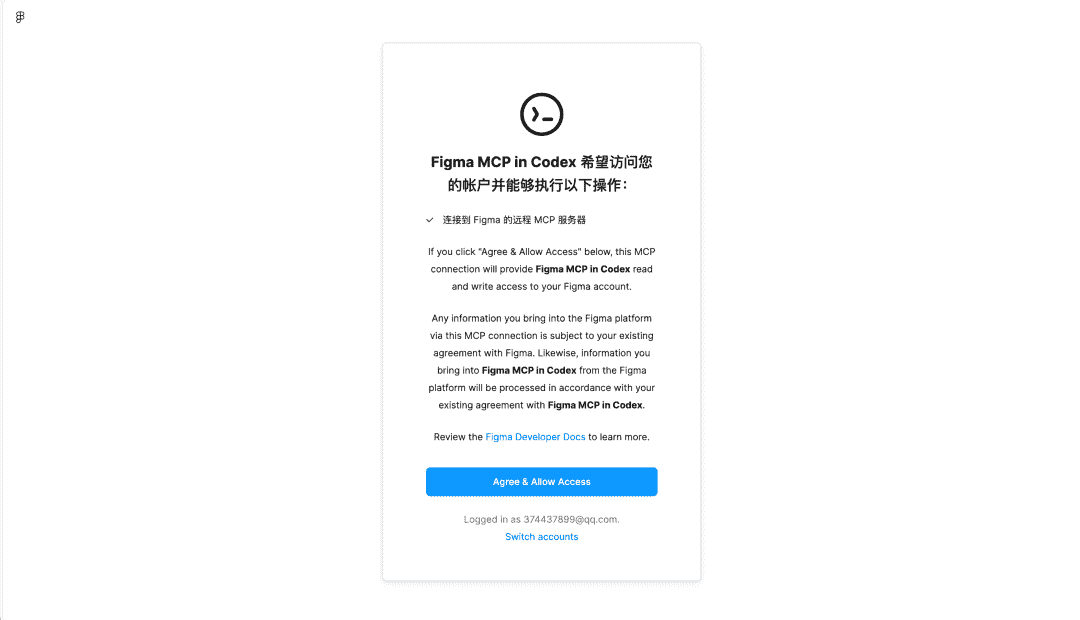 Figma MCP in Codex 希望访问您
的帐户并能够执行以下操作：
连接到 Figma 的远程 MCP 服务器
If you click "Agree & Allow Access" below, this MCP
connection will provide Figma MCP in Codex read
and write access to your Figma account.
Any information you bring into the Figma platform
via this MCP connection is subject to your existing
agreement with Figma. Likewise, information you
bring into Figma MCP in Codex from the Figma
platform will be processed in accordance with your
existing agreement with Figma MCP in Codex.
Review the Figma Developer Docs to learn more.
Agree & Allow Access
Logged in as 374437899@qq.com.
Switch accounts